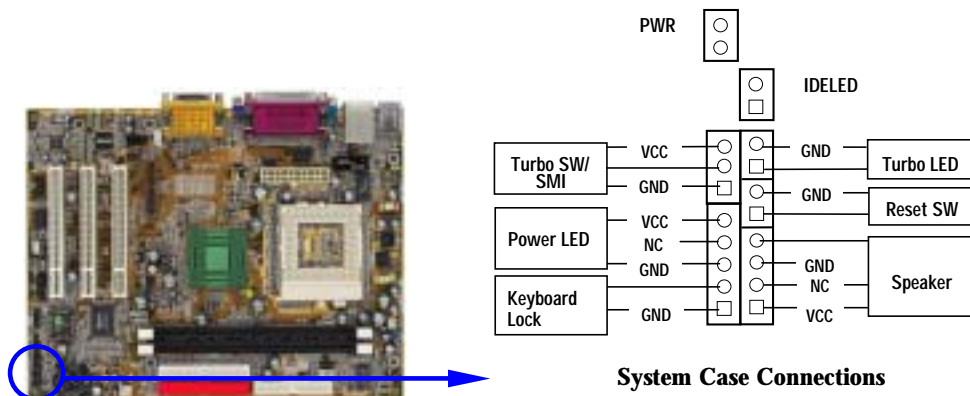 PWR
IDELED
Turbo SW/
SMI
VCC
GND
GND
Turbo LED
GND
Reset SW
Power LED
VCC
NC
GND
Keyboard
Lock
GND
GND
NC
VCC
Speaker
System Case Connections